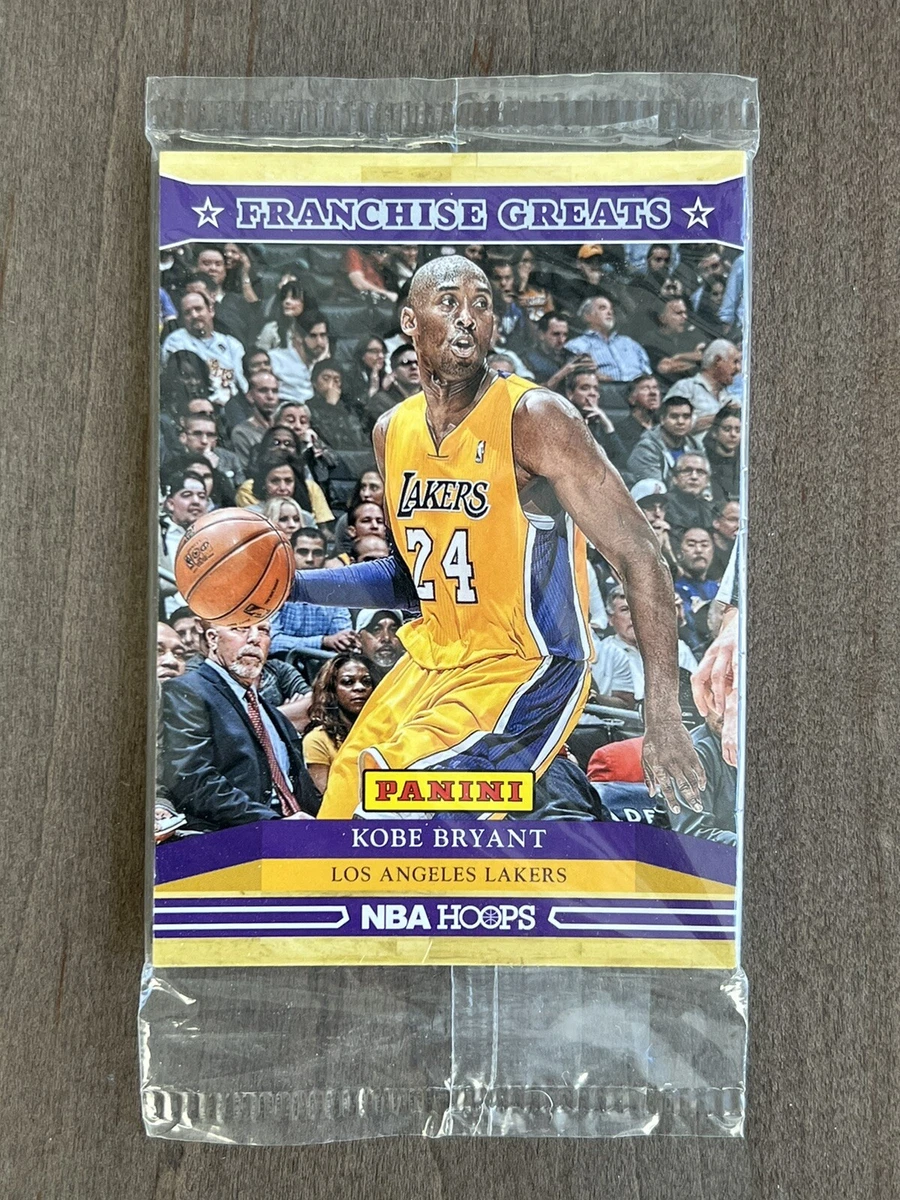 FRANCHISE GREATS
LAKERS
24
PANINI
KOBE BRYANT
LOS ANGELES LAKERS
NBA HOOPS